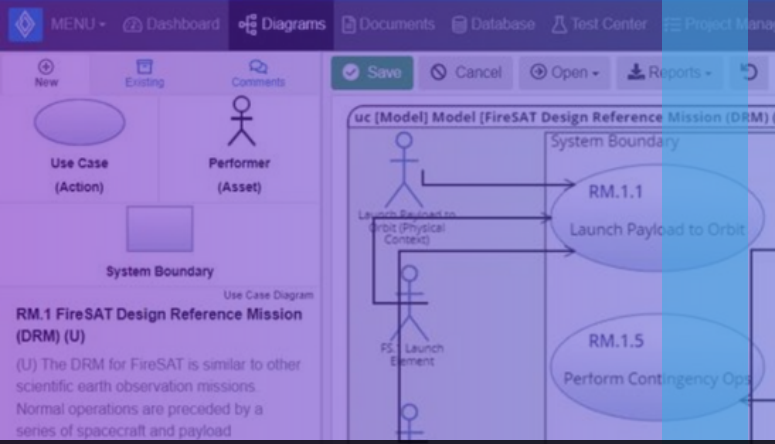 MENU Dashboard Diagrams Documents Database Test Center Project Mana
New Existing Comments
Save Cancel Open Reports
Use Case
(Action)
Performer
(Asset)
System Boundary
Use Case Diagram
RM.1 FireSAT Design Reference Mission
(DRM) (U)
(U) The DRM for FireSAT is similar to other
scientific earth observation missions.
Normal operations are preceded by a
series of spacecraft and payload
uc [Model] Model [FireSAT Design Reference Mission (DRM) (
System Boundary
Launch Payload to
Orbit (Physical
Context)
RM.1.1
Launch Payload to Orbit
Launch
Element
RM.1.5
Perform Contingency Ops